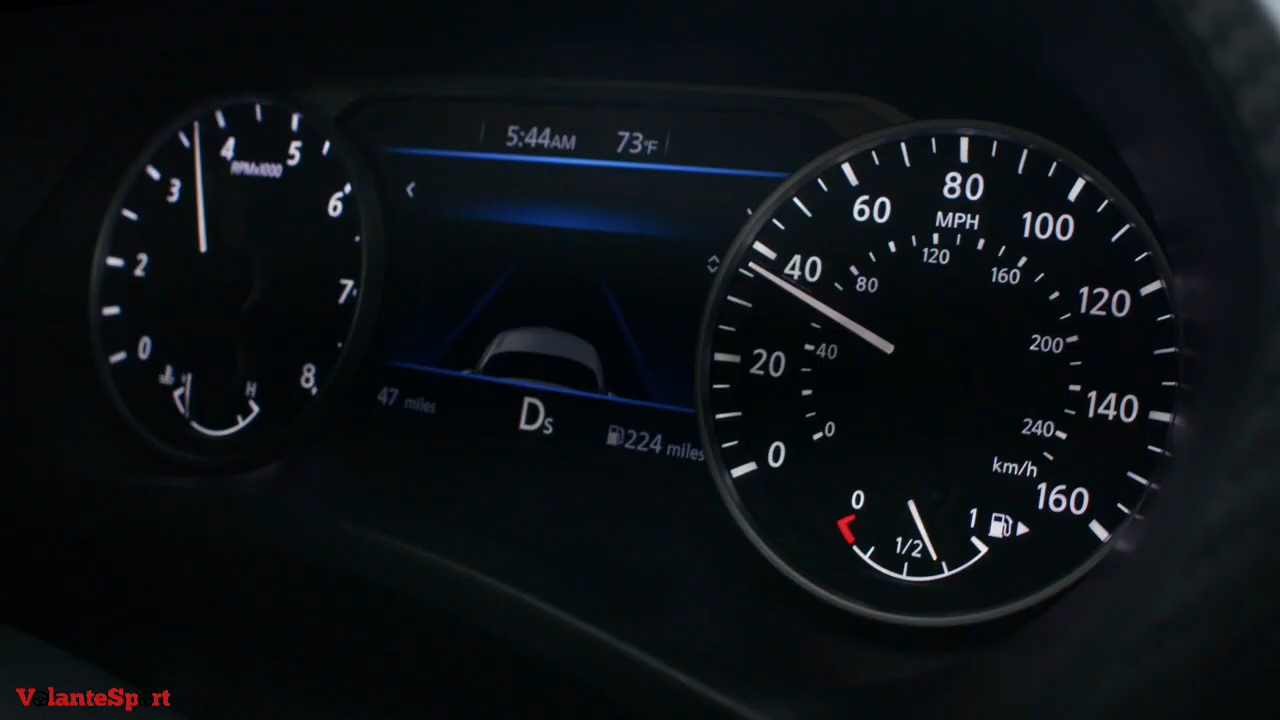 5:44AM 73°F
0 2 3 4 5 6 7 8
RPMx1000
H
47 miles
Ds
224 miles
0 20 40 60 80 100 120 140 160
MPH
0 40 80 120 160 200 240
km/h
0 1/2 1
VolanteSport